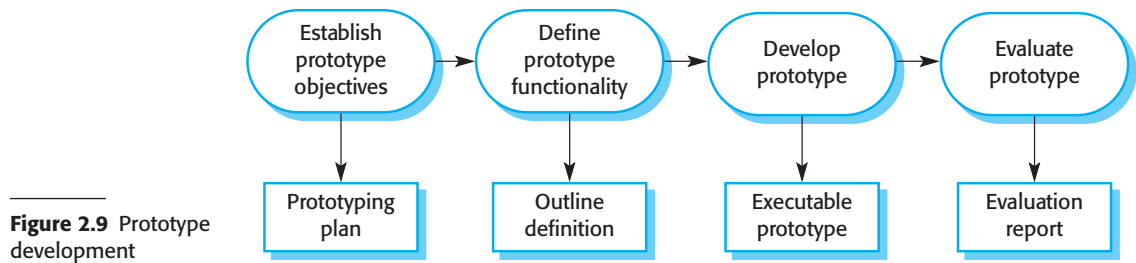 Establish
prototype
objectives
Define
prototype
functionality
Develop
prototype
Evaluate
prototype
Prototyping
plan
Outline
definition
Executable
prototype
Evaluation
report
Figure 2.9 Prototype
development